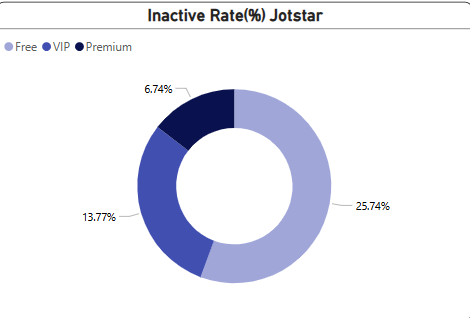 Inactive Rate(%) Jotstar
Free VIP Premium
6.74%
25.74%
13.77%